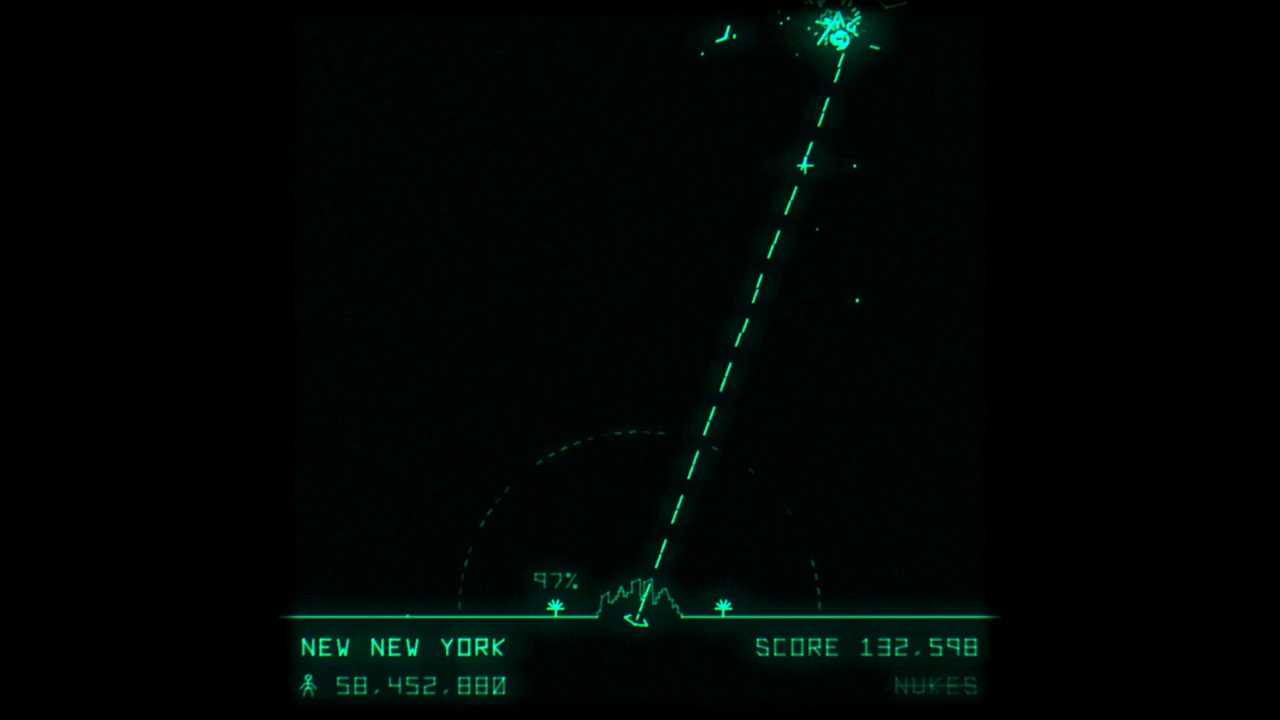 97%
NEW NEW YORK
SCORE 132,598
58,452,880
NUKES